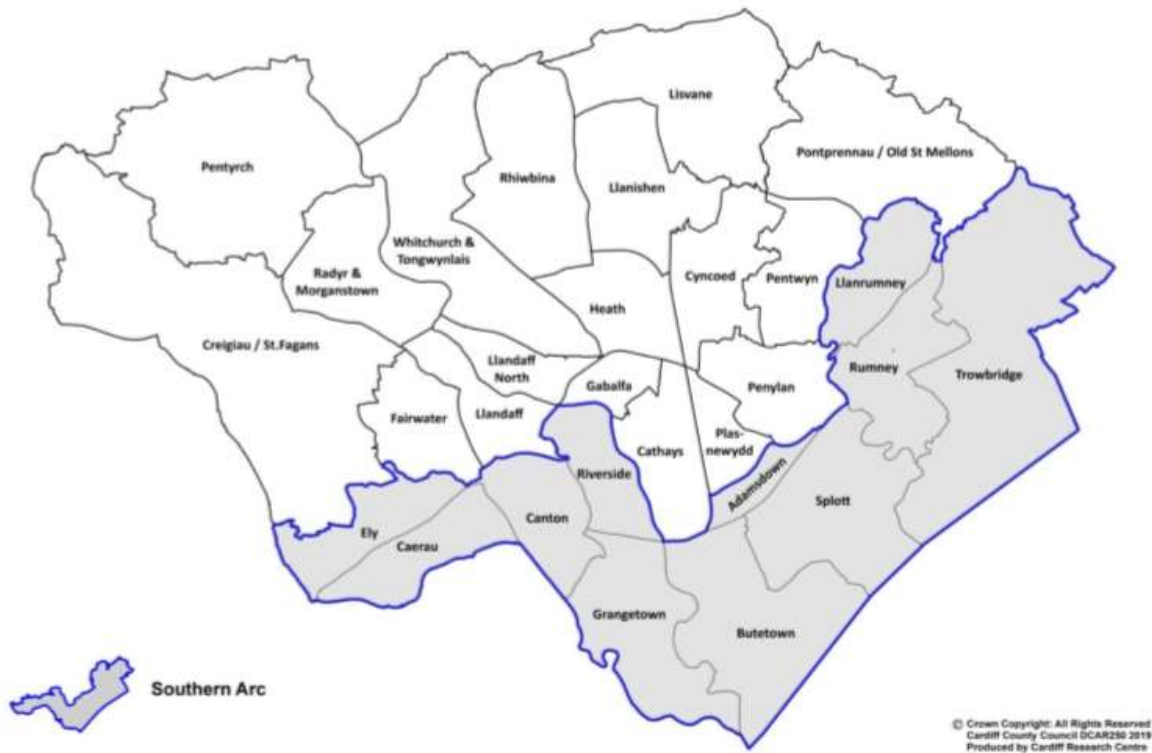 Lisvane
Pontprennau / Old St Mellons
Pentyrch
Rhiwbina
Llanishen
Whitchurch &
Tongwynlais
Radyr &
Morganstown
Cyncoed
Pentwyn
Llanrumney
Heath
Creigiau / St.Fagans
Llandaff
North
Gabalfa
Penylan
Rumney
Trowbridge
Fairwater
Llandaff
Cathays
Plas-
newydd
Riverside
Adamsdown
Splott
Ely
Canton
Caerau
Grangetown
Butetown
Southern Arc
© Crown Copyright: All Rights Reserved
Cardiff County Council DCAR250 2019
Produced by Cardiff Research Centre